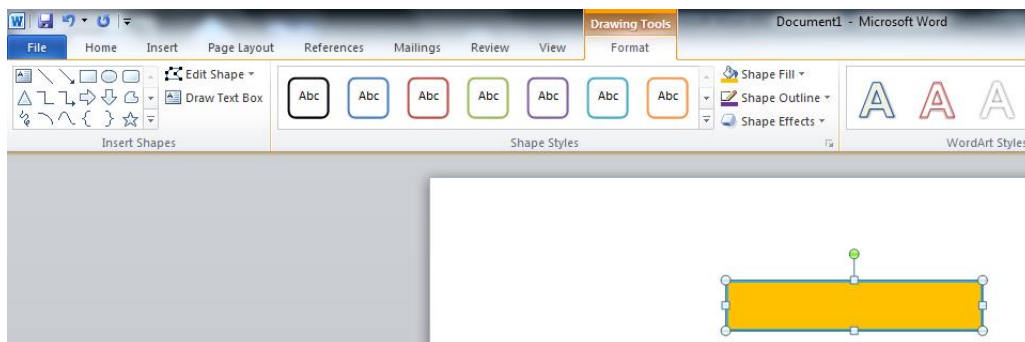 W Drawing Tools Document1 - Microsoft Word
File Home Insert Page Layout References Mailings Review View Format
A Edit Shape Abc Abc Abc Abc Abc Abc Abc Shape Fill A A A
A Draw Text Box Shape Outline
Shape Effects
Insert Shapes Shape Styles WordArt Styles